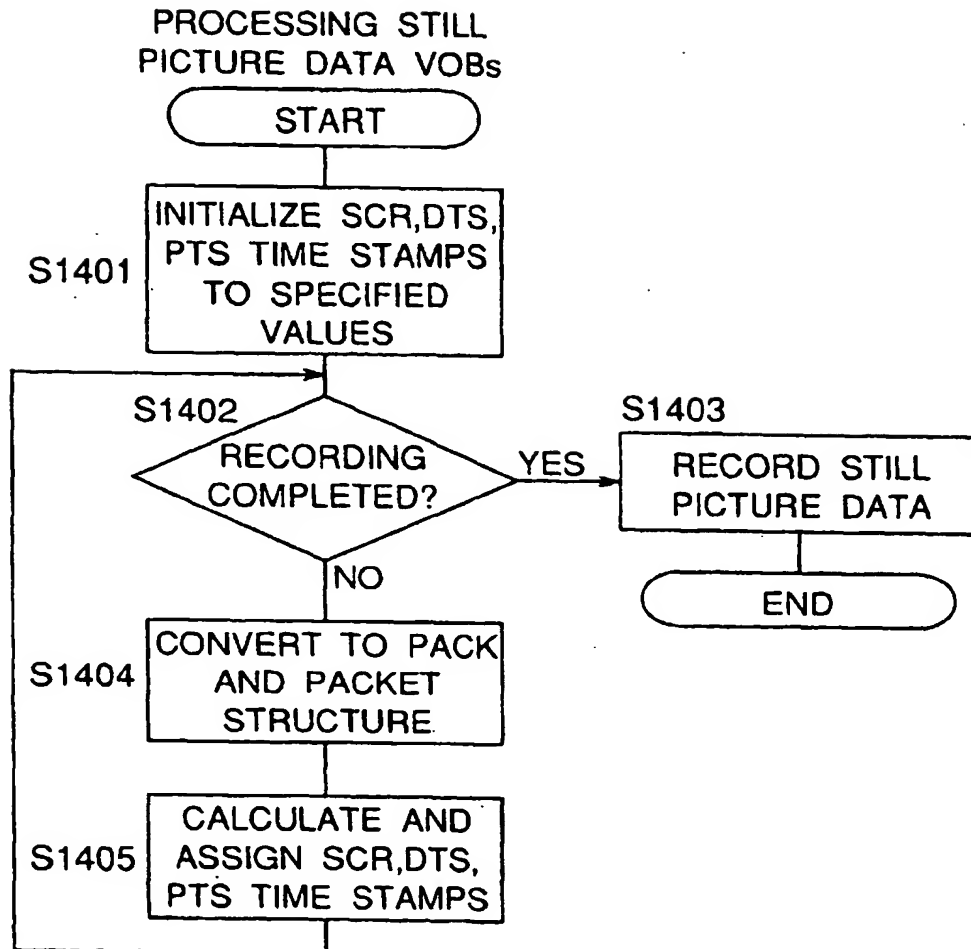 PROCESSING STILL
PICTURE DATA VOBs
START
S1401
INITIALIZE SCR,DTS,
PTS TIME STAMPS
TO SPECIFIED
VALUES
S1402
RECORDING
COMPLETED?
YES
S1403
RECORD STILL
PICTURE DATA
END
NO
S1404
CONVERT TO PACK
AND PACKET
STRUCTURE
S1405
CALCULATE AND
ASSIGN SCR,DTS,
PTS TIME STAMPS